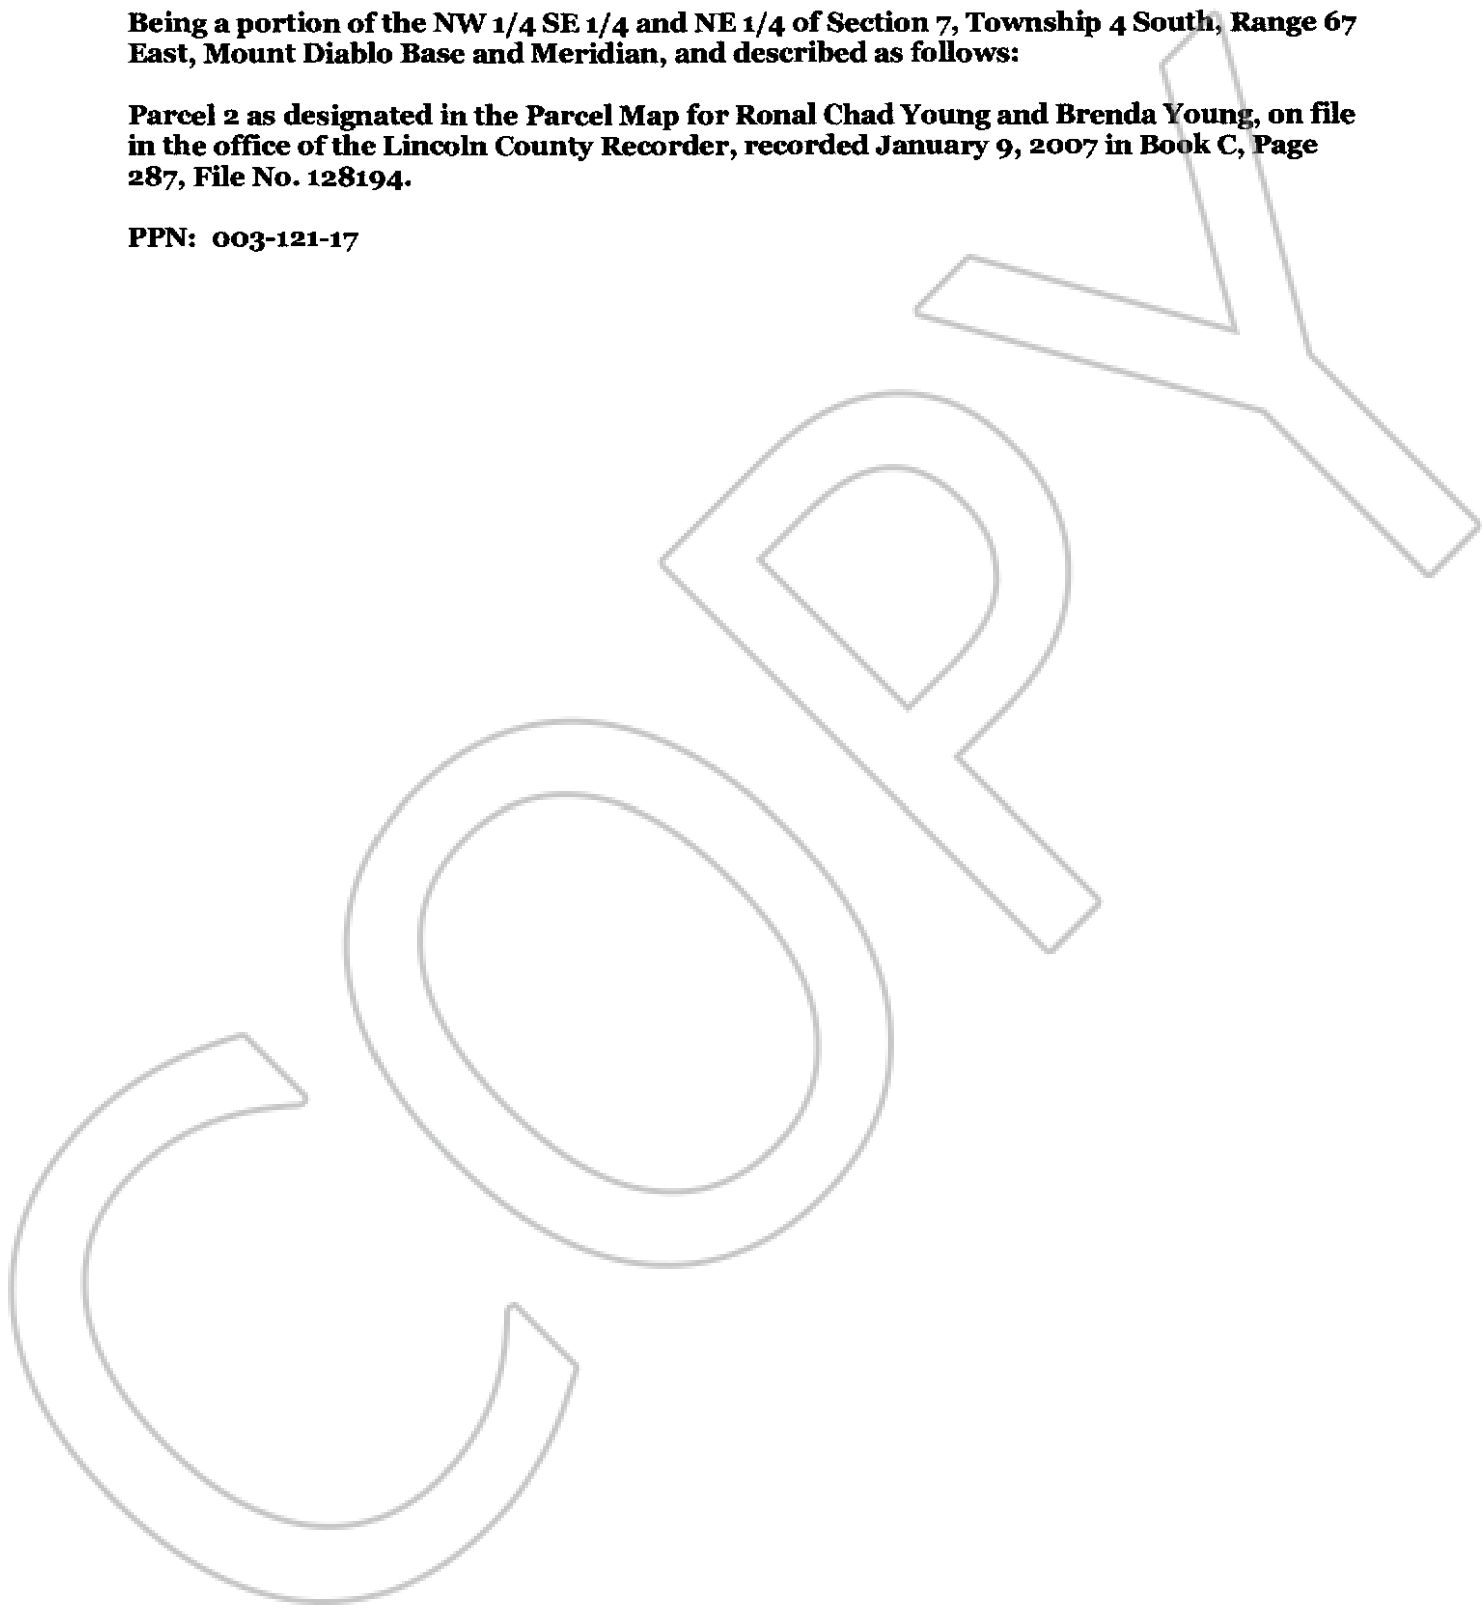 Being a portion of the NW 1/4 SE 1/4 and NE 1/4 of Section 7, Township 4 South, Range 67
East, Mount Diablo Base and Meridian, and described as follows:
Parcel 2 as designated in the Parcel Map for Ronal Chad Young and Brenda Young, on file
in the office of the Lincoln County Recorder, recorded January 9, 2007 in Book C, Page
287, File No. 128194.
PPN: 003-121-17
COPY